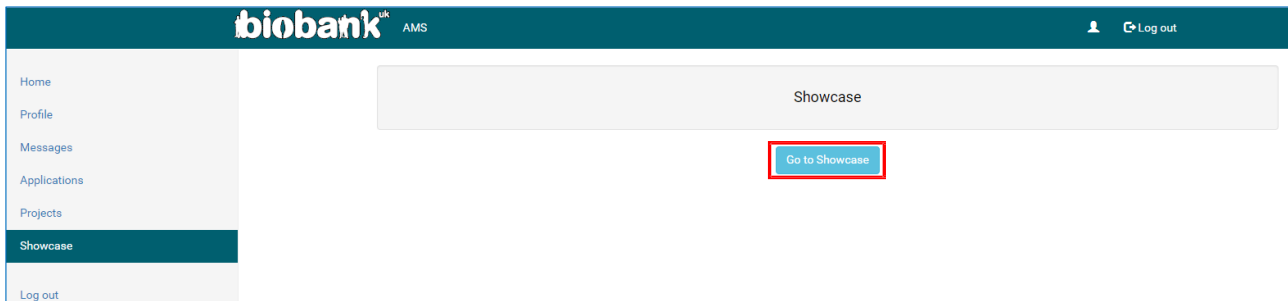 biobank uk AMS Log out
Home
Profile
Messages
Applications
Projects
Showcase
Log out
Showcase
Go to Showcase